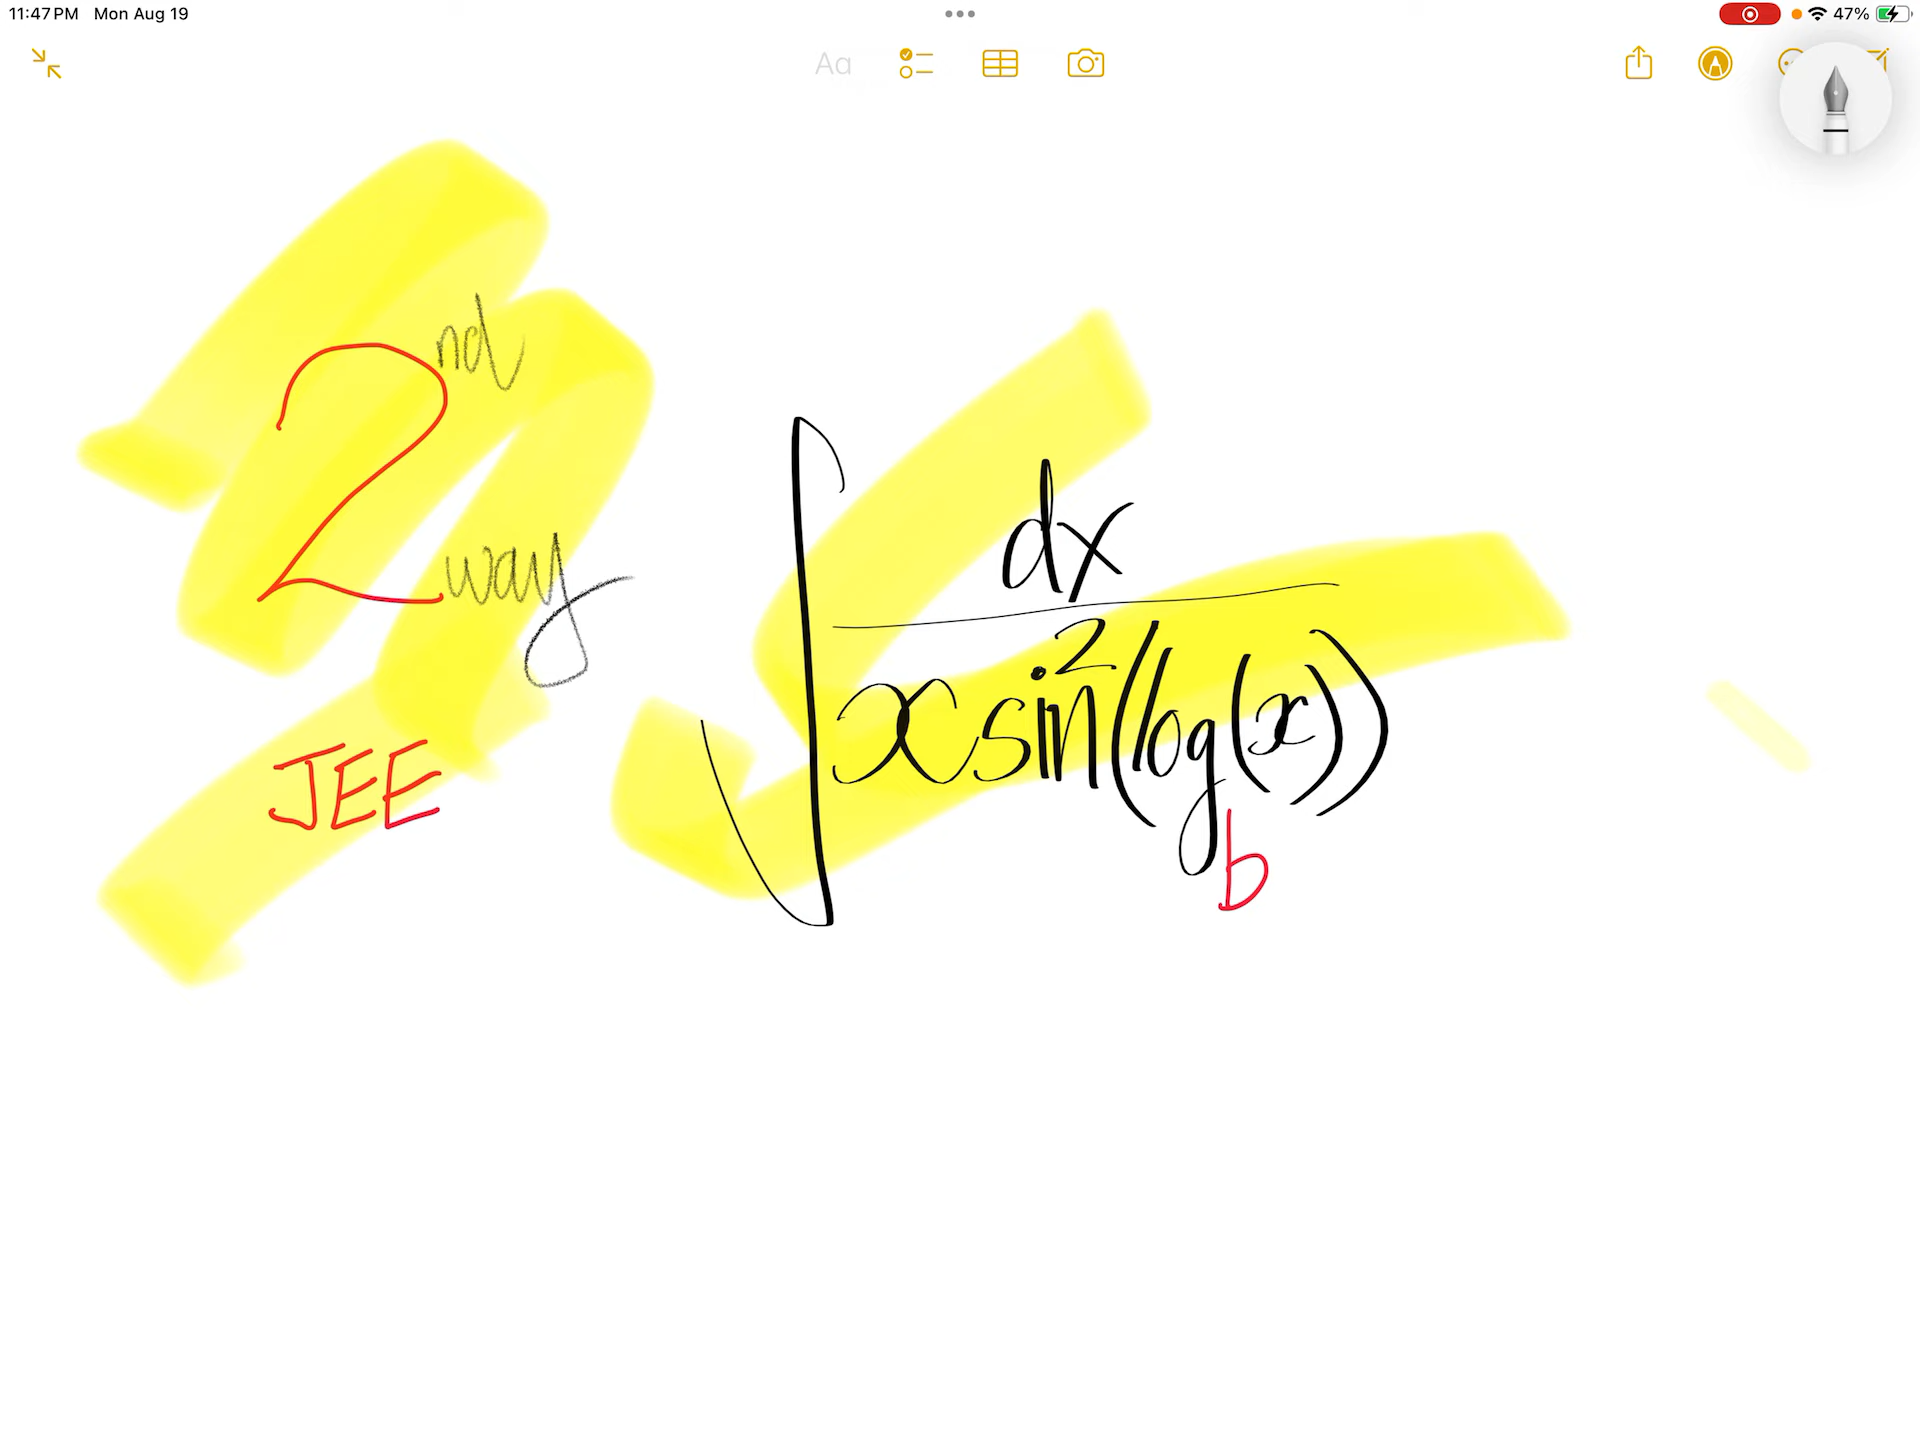 11:47 PM Mon Aug 19
47%
Aa
2nd way
JEE
∫ dx
x sin²(log_b(x))